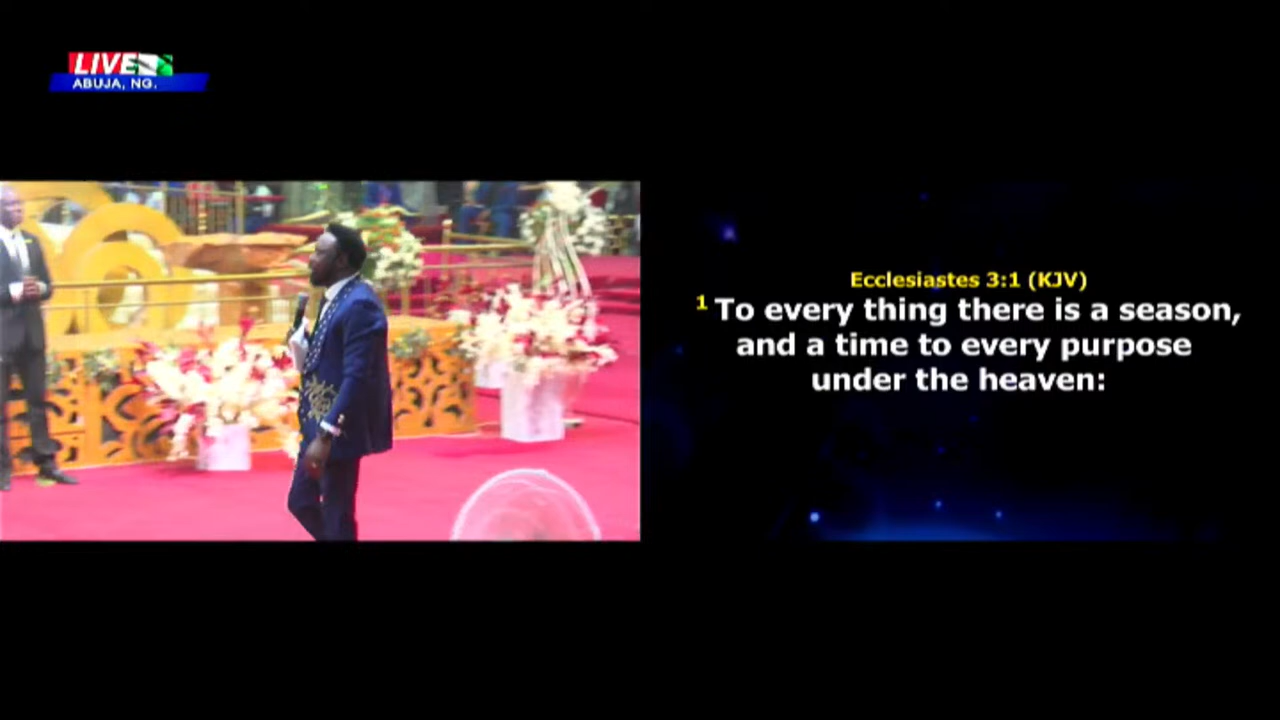 LIVE
ABUJA, NG.
Ecclesiastes 3:1 (KJV)
1 To every thing there is a season,
and a time to every purpose
under the heaven: